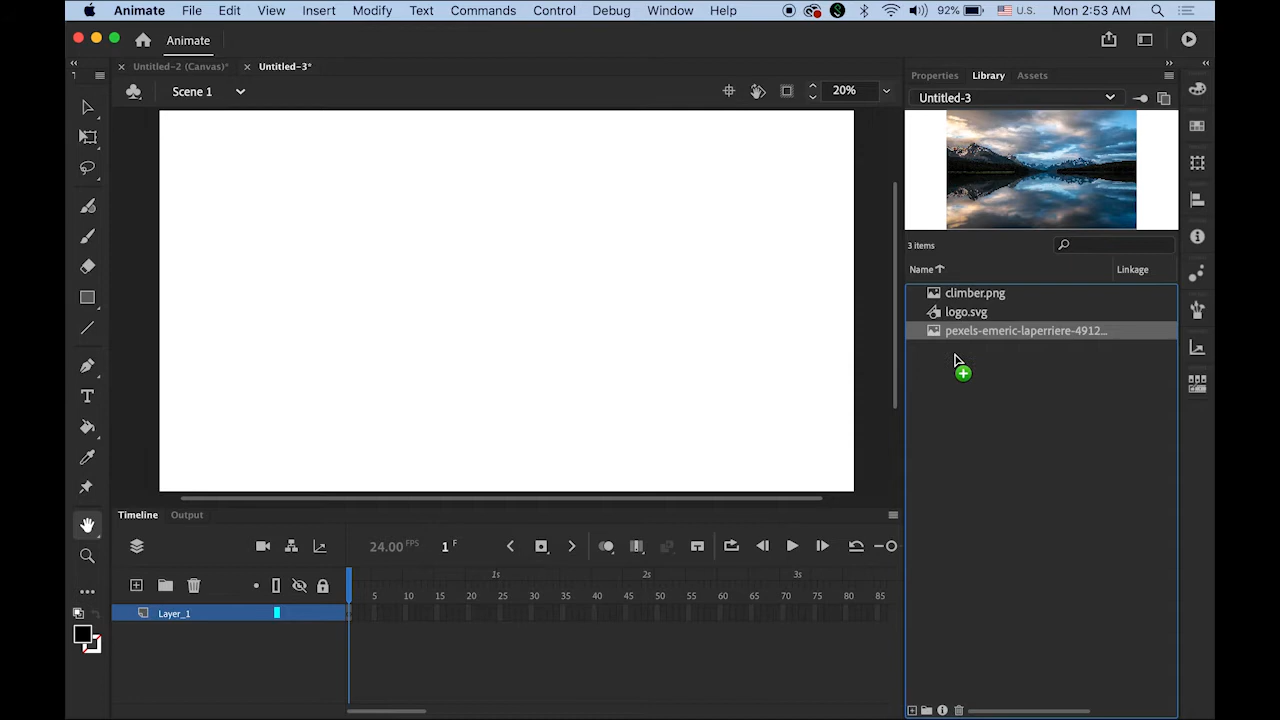 Animate File Edit View Insert Modify Text Commands Control Debug Window Help 92% U.S. Mon 2:53 AM
Animate
Untitled-2 (Canvas)* Untitled-3*
Properties Library Assets
Scene 1 20%
Untitled-3
3 items
Name Linkage
climber.png
logo.svg
pexels-emeric-laperriere-4912...
Timeline Output
24.00 FPS 1 F
1s 2s 3s
5 10 15 20 25 30 35 40 45 50 55 60 65 70 75 80 85
Layer_1